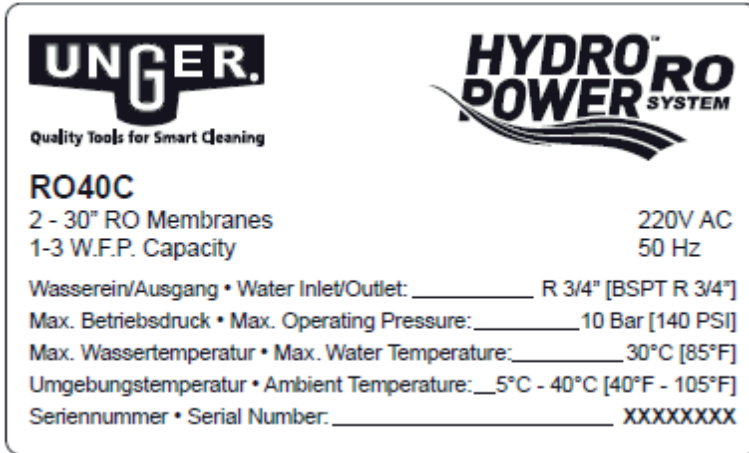 UNGER.
Quality Tools for Smart Cleaning
HYDRO™ POWER RO SYSTEM
RO40C
2 - 30” RO Membranes 220V AC
1-3 W.F.P. Capacity 50 Hz
Wasserein/Ausgang • Water Inlet/Outlet: R 3/4” [BSPT R 3/4”]
Max. Betriebsdruck • Max. Operating Pressure: 10 Bar [140 PSI]
Max. Wassertemperatur • Max. Water Temperature: 30°C [85°F]
Umgebungstemperatur • Ambient Temperature: 5°C - 40°C [40°F - 105°F]
Seriennummer • Serial Number: XXXXXXXX